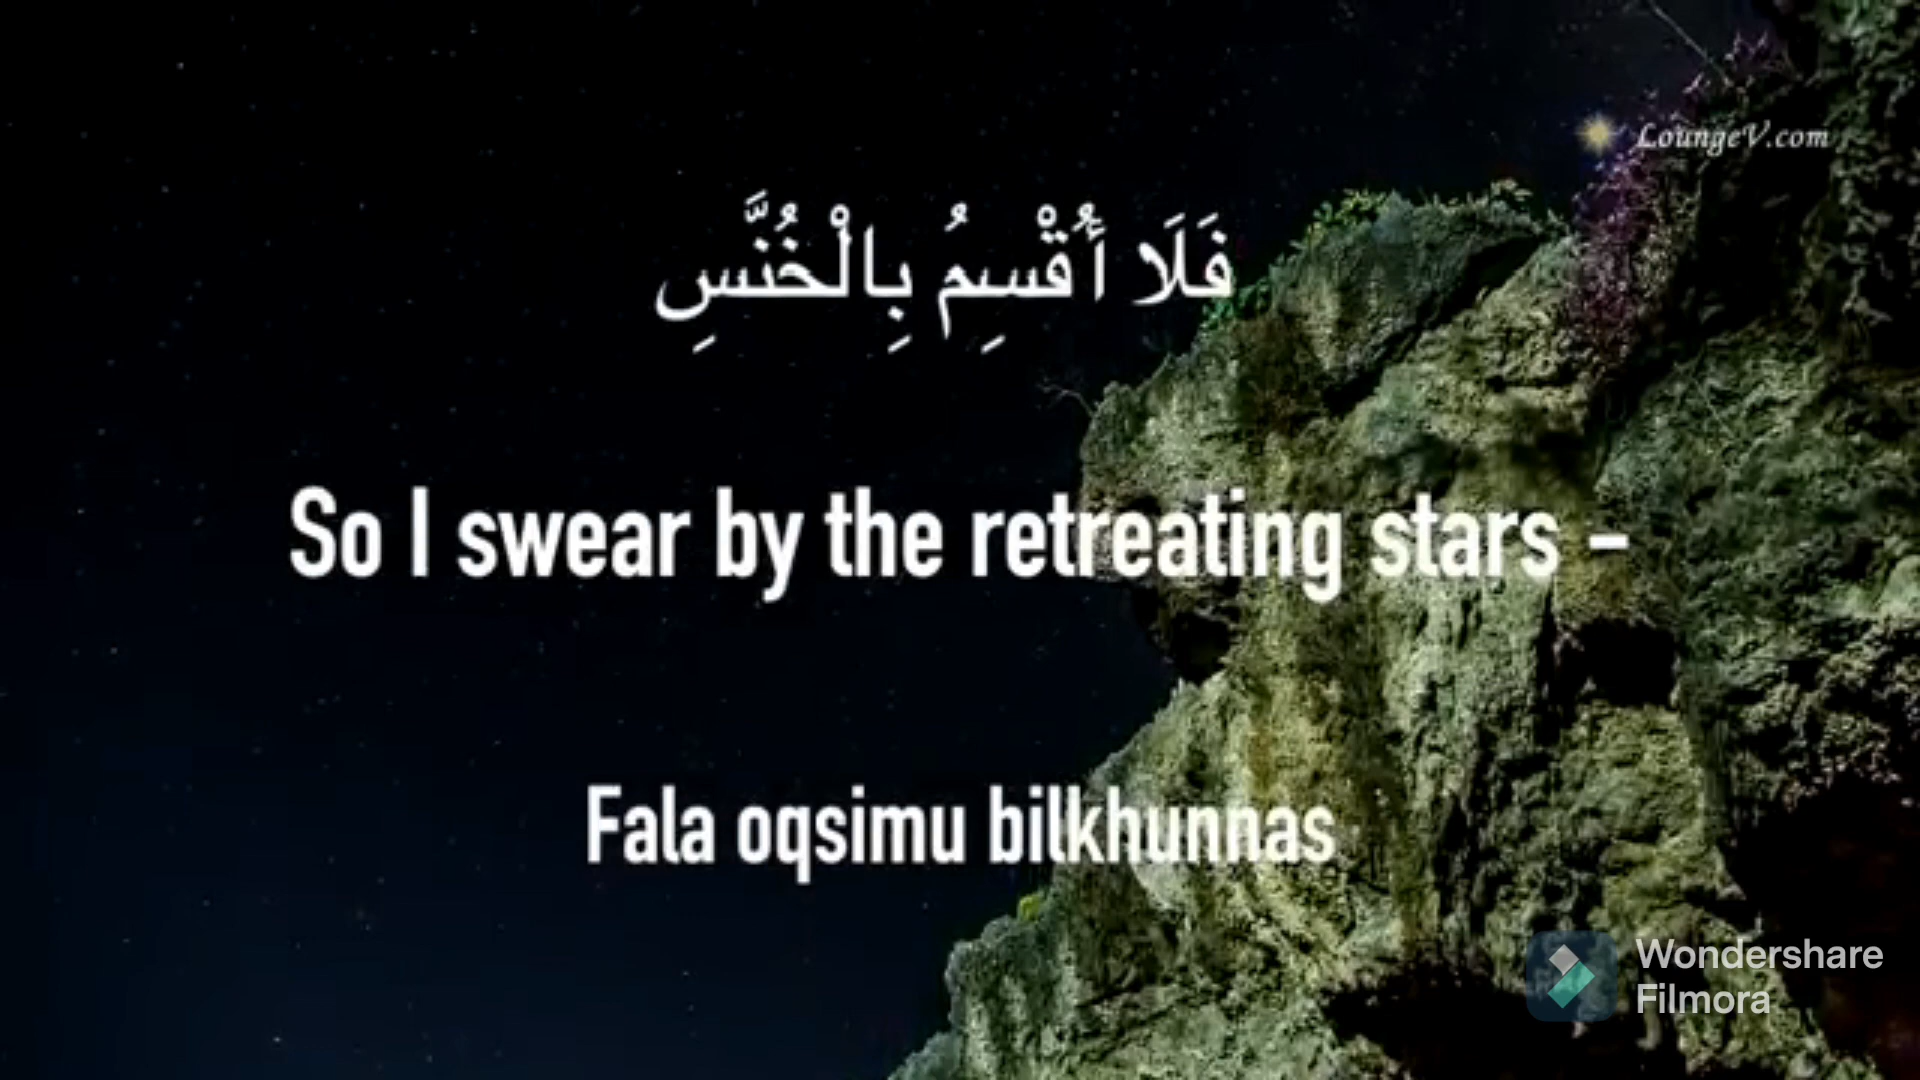 LoungeV.com
فَلَا أُقْسِمُ بِالْخُنَّسِ
So I swear by the retreating stars –
Fala oqsimu bilkhunnas
Wondershare
Filmora